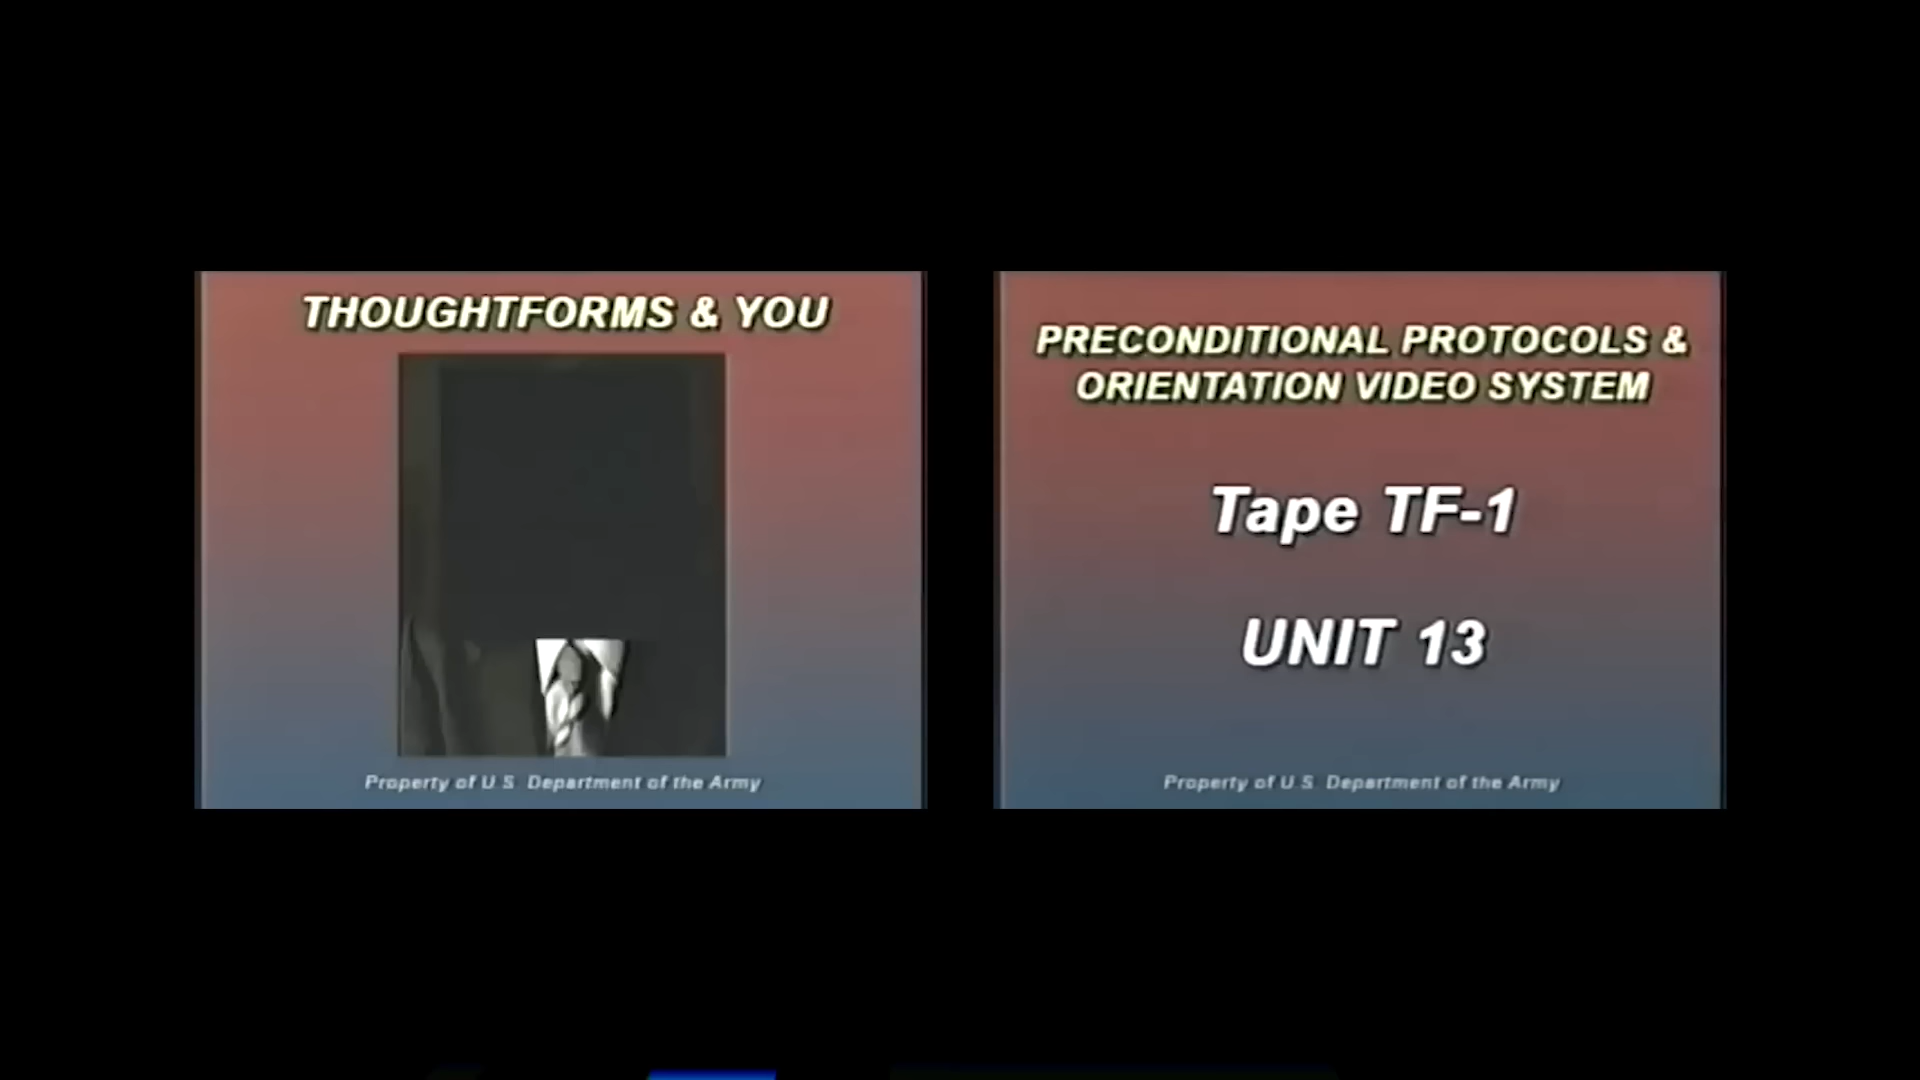 THOUGHTFORMS & YOU
Property of U.S. Department of the Army
PRECONDITIONAL PROTOCOLS &
ORIENTATION VIDEO SYSTEM
Tape TF-1
UNIT 13
Property of U.S. Department of the Army